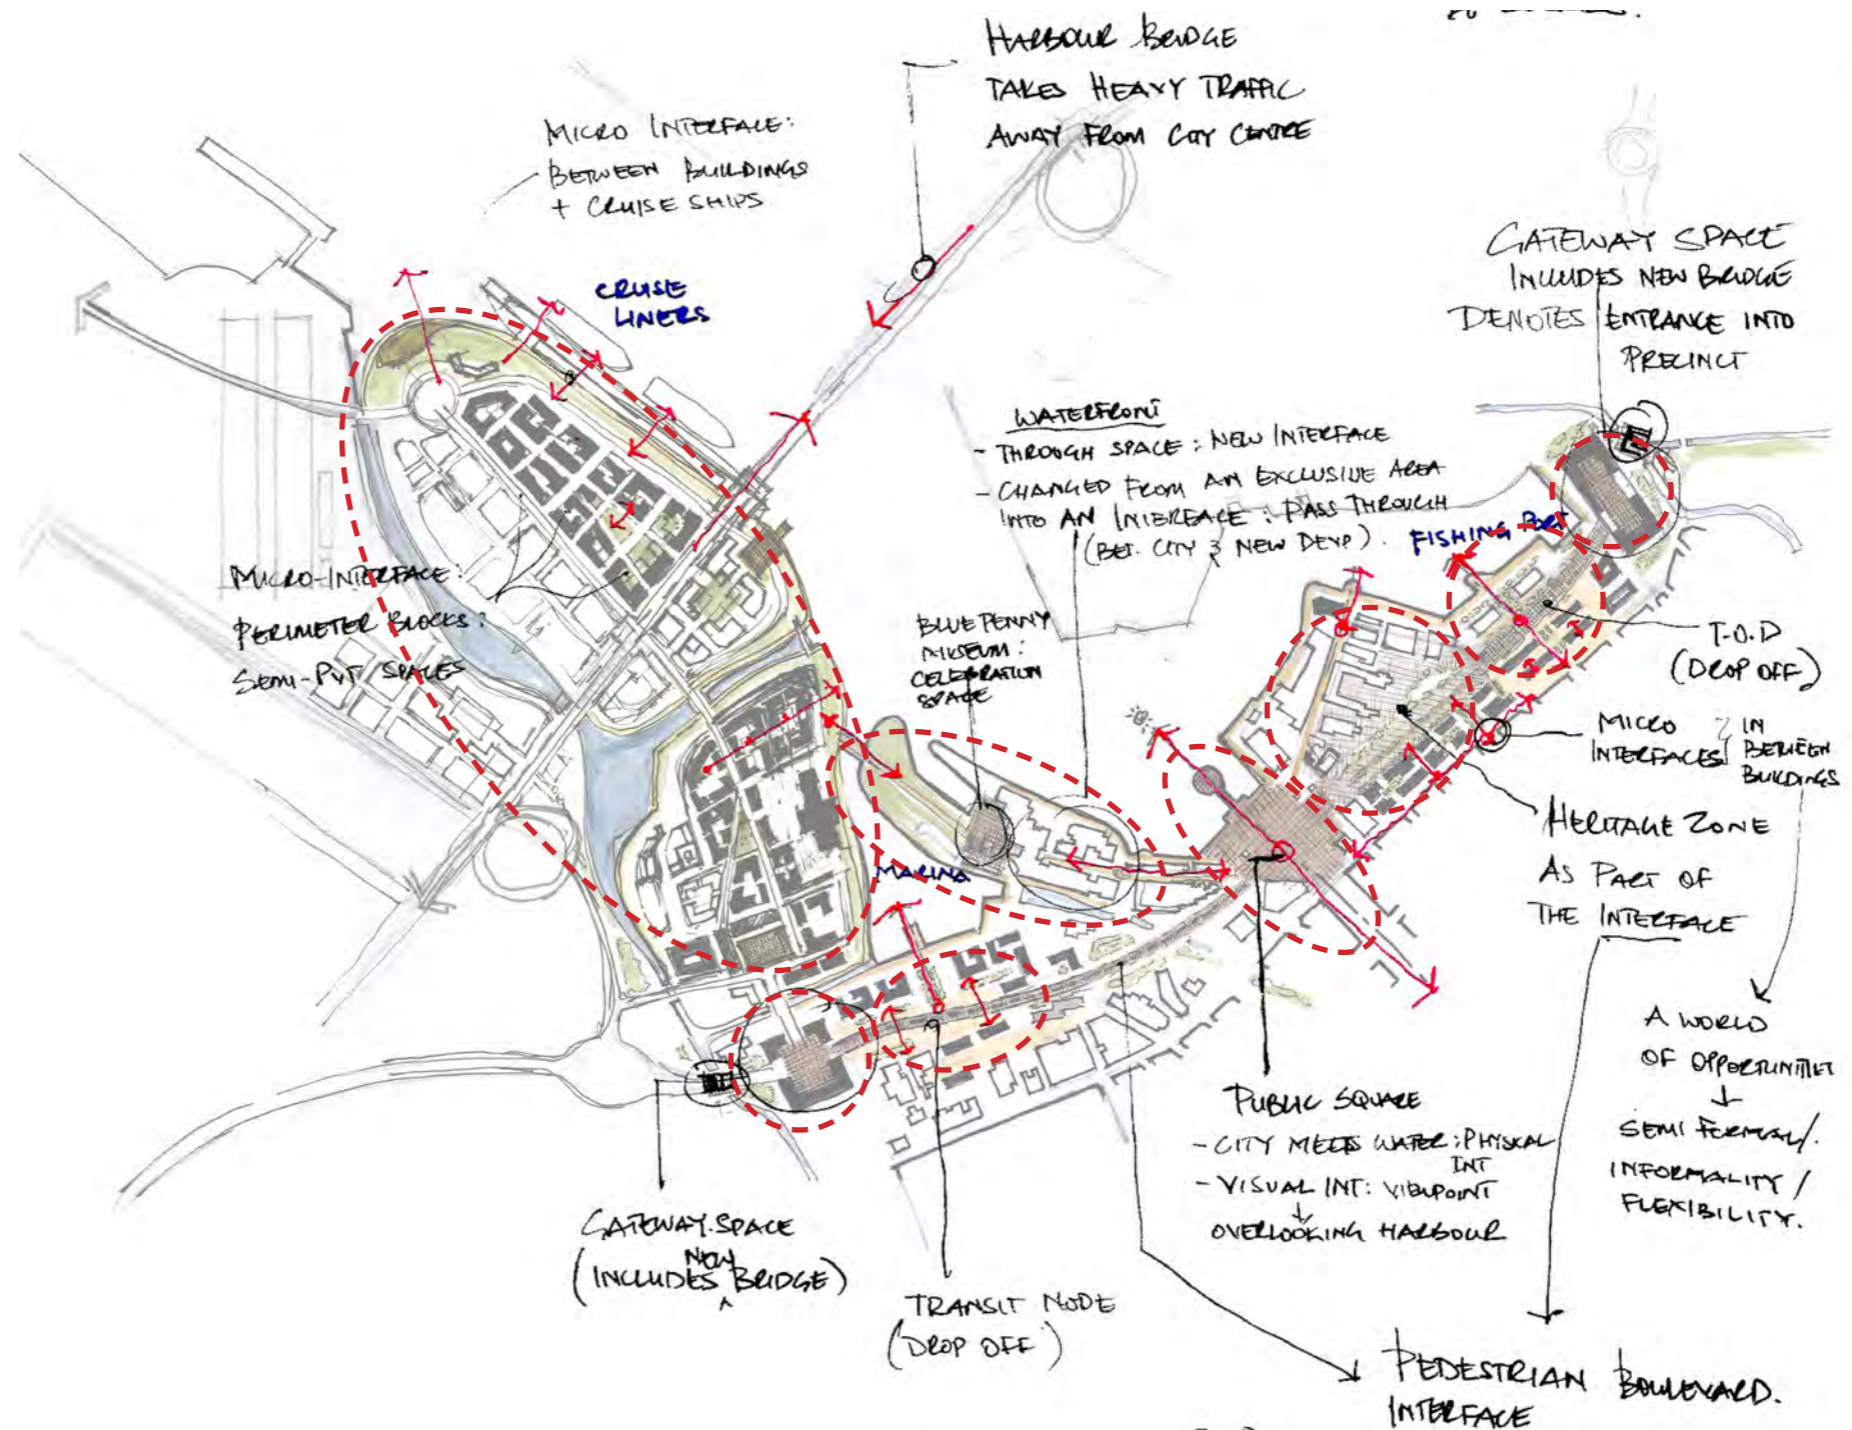 HARBOUR BRIDGE
TAKES HEAVY TRAFFIC
AWAY FROM CITY CENTRE
MICRO INTERFACE:
BETWEEN BUILDINGS
+ CRUISE SHIPS
CRUISE
LINERS
GATEWAY SPACE
INCLUDES NEW BRIDGE
DENOTES ENTRANCE INTO
PRECINCT
WATERFRONT
- THROUGH SPACE : NEW INTERFACE
- CHANGED FROM AN EXCLUSIVE AREA
INTO AN INTERFACE : PASS THROUGH
(BET. CITY & NEW DEVP).
FISHING PORT
MICRO-INTERFACE:
PERIMETER BLOCKS:
SEMI-PVT SPACES
BLUE PENNY
MUSEUM:
CELEBRATION
SPACE
T.O.D
(DROP OFF)
MICRO
INTERFACES
IN
BETWEEN
BUILDINGS
HERITAGE ZONE
AS PART OF
THE INTERFACE
MARINA
A WORLD
OF OPPORTUNITIES
SEMI FORMAL/
INFORMALITY /
FLEXIBILITY.
PUBLIC SQUARE
- CITY MEETS WATER: PHYSICAL
INT
- VISUAL INT: VIEWPOINT
OVERLOOKING HARBOUR
GATEWAY SPACE
(INCLUDES NEW BRIDGE)
TRANSIT NODE
(DROP OFF)
PEDESTRIAN BOULEVARD.
INTERFACE